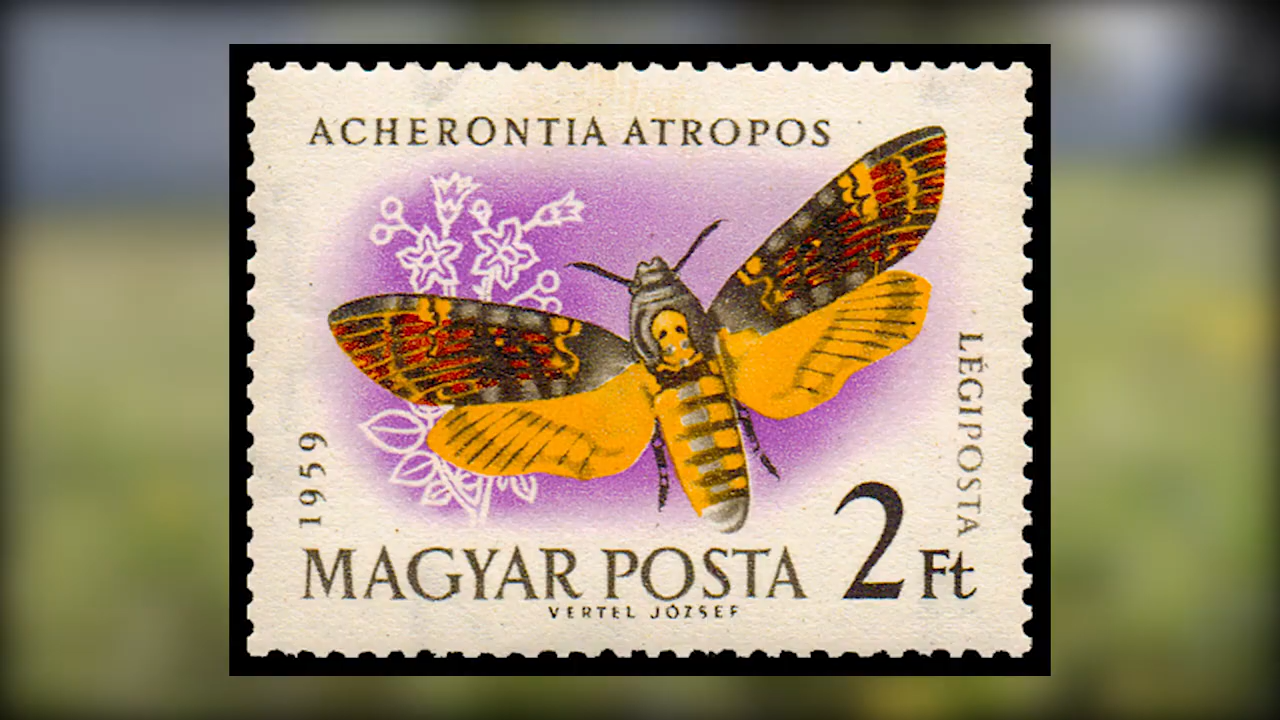 ACHERONTIA ATROPOS
LÉGIPOSTA
1959
MAGYAR POSTA
2 Ft
VERTEL JÓZSEF